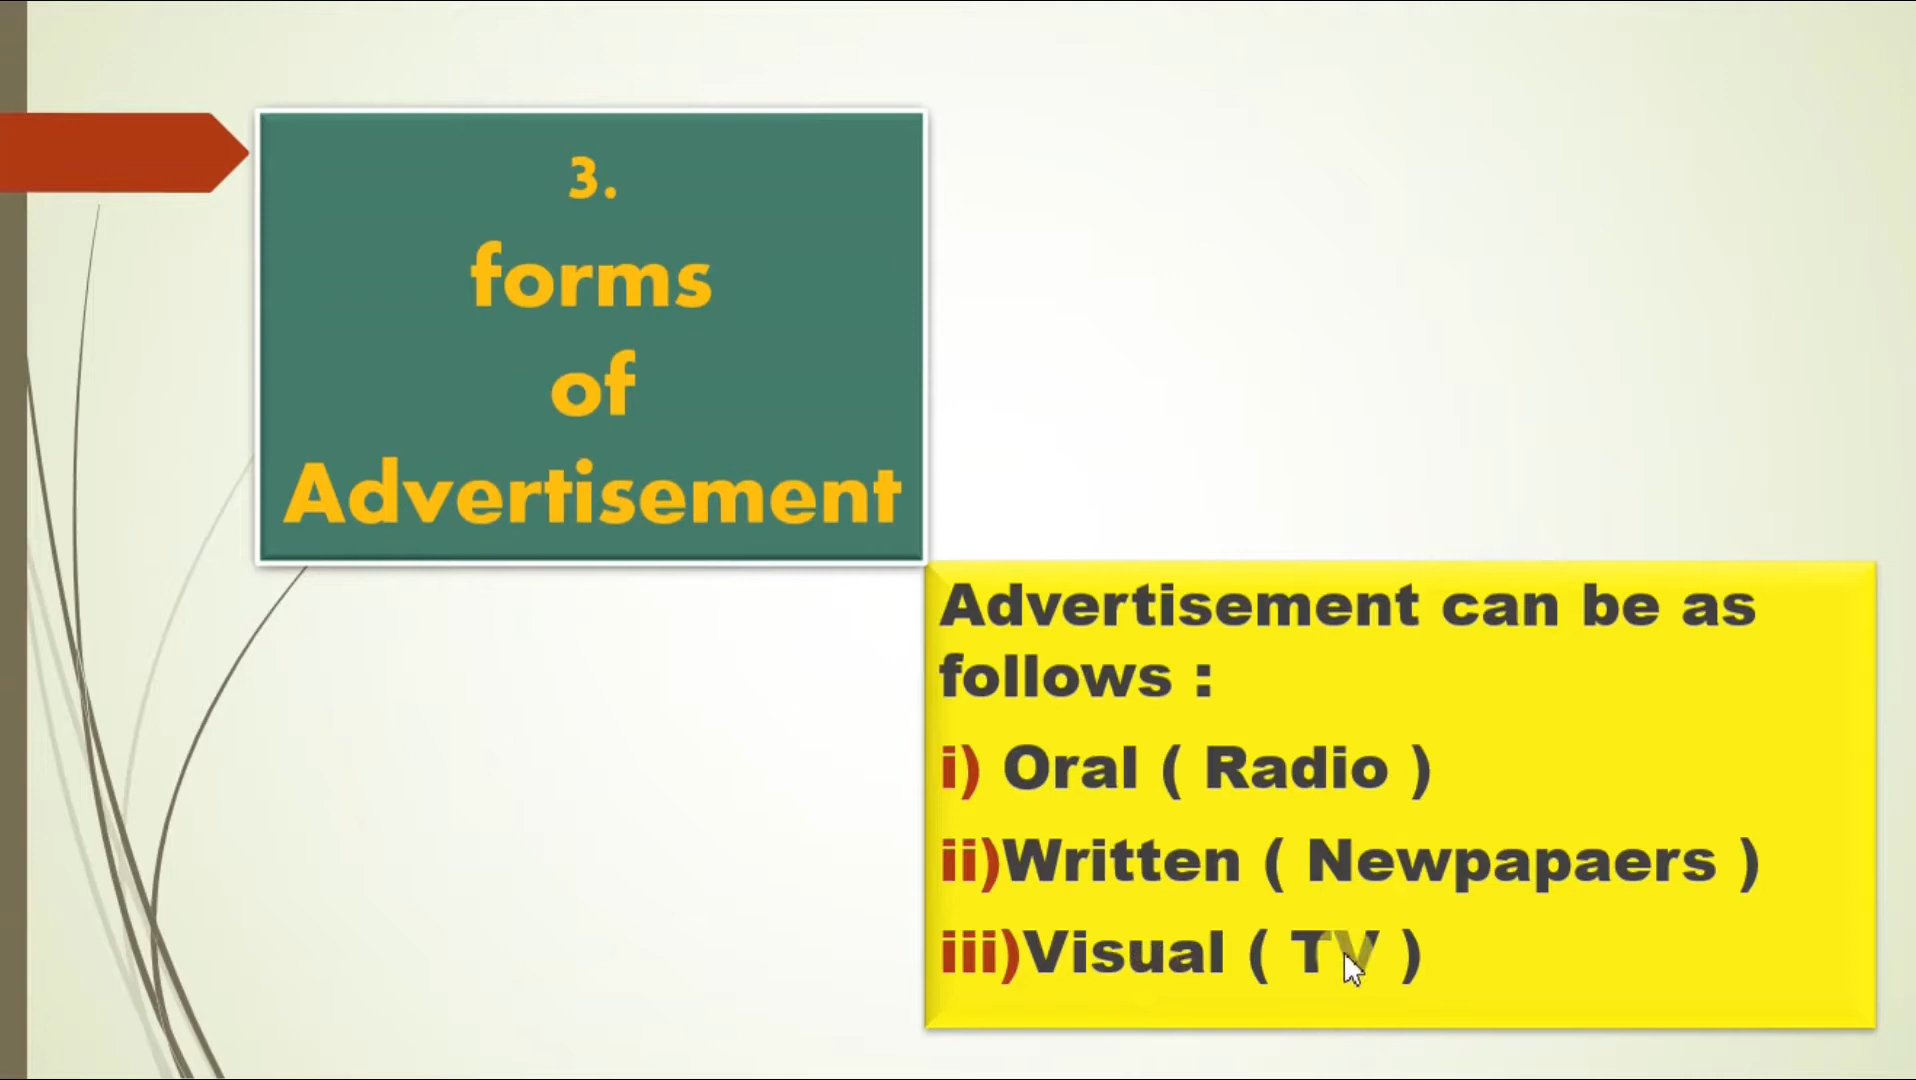 3.
forms
of
Advertisement
Advertisement can be as
follows :
i) Oral ( Radio )
ii)Written ( Newpapaers )
iii)Visual ( TV )